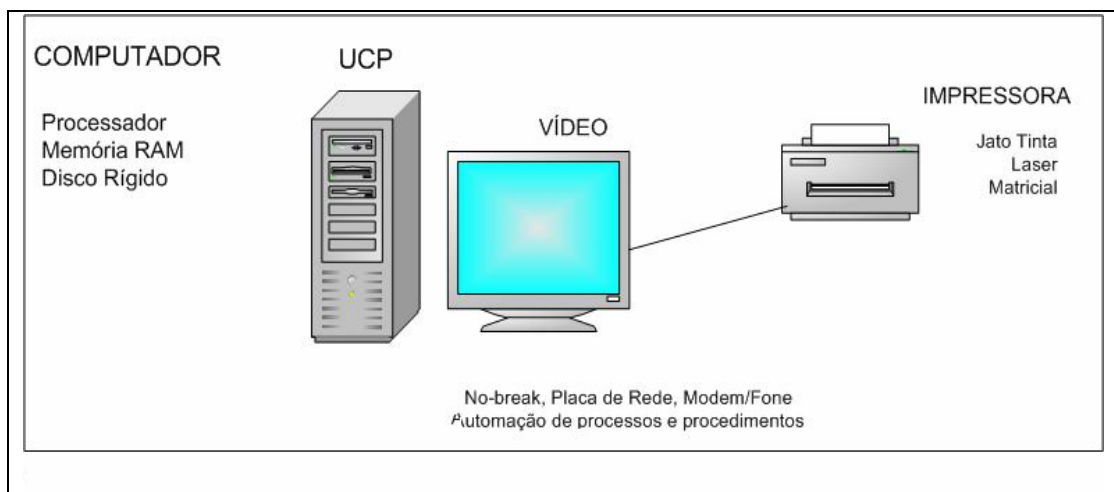 COMPUTADOR
Processador
Memória RAM
Disco Rígido
UCP
VÍDEO
IMPRESSORA
Jato Tinta
Laser
Matricial
No-break, Placa de Rede, Modem/Fone
Automação de processos e procedimentos